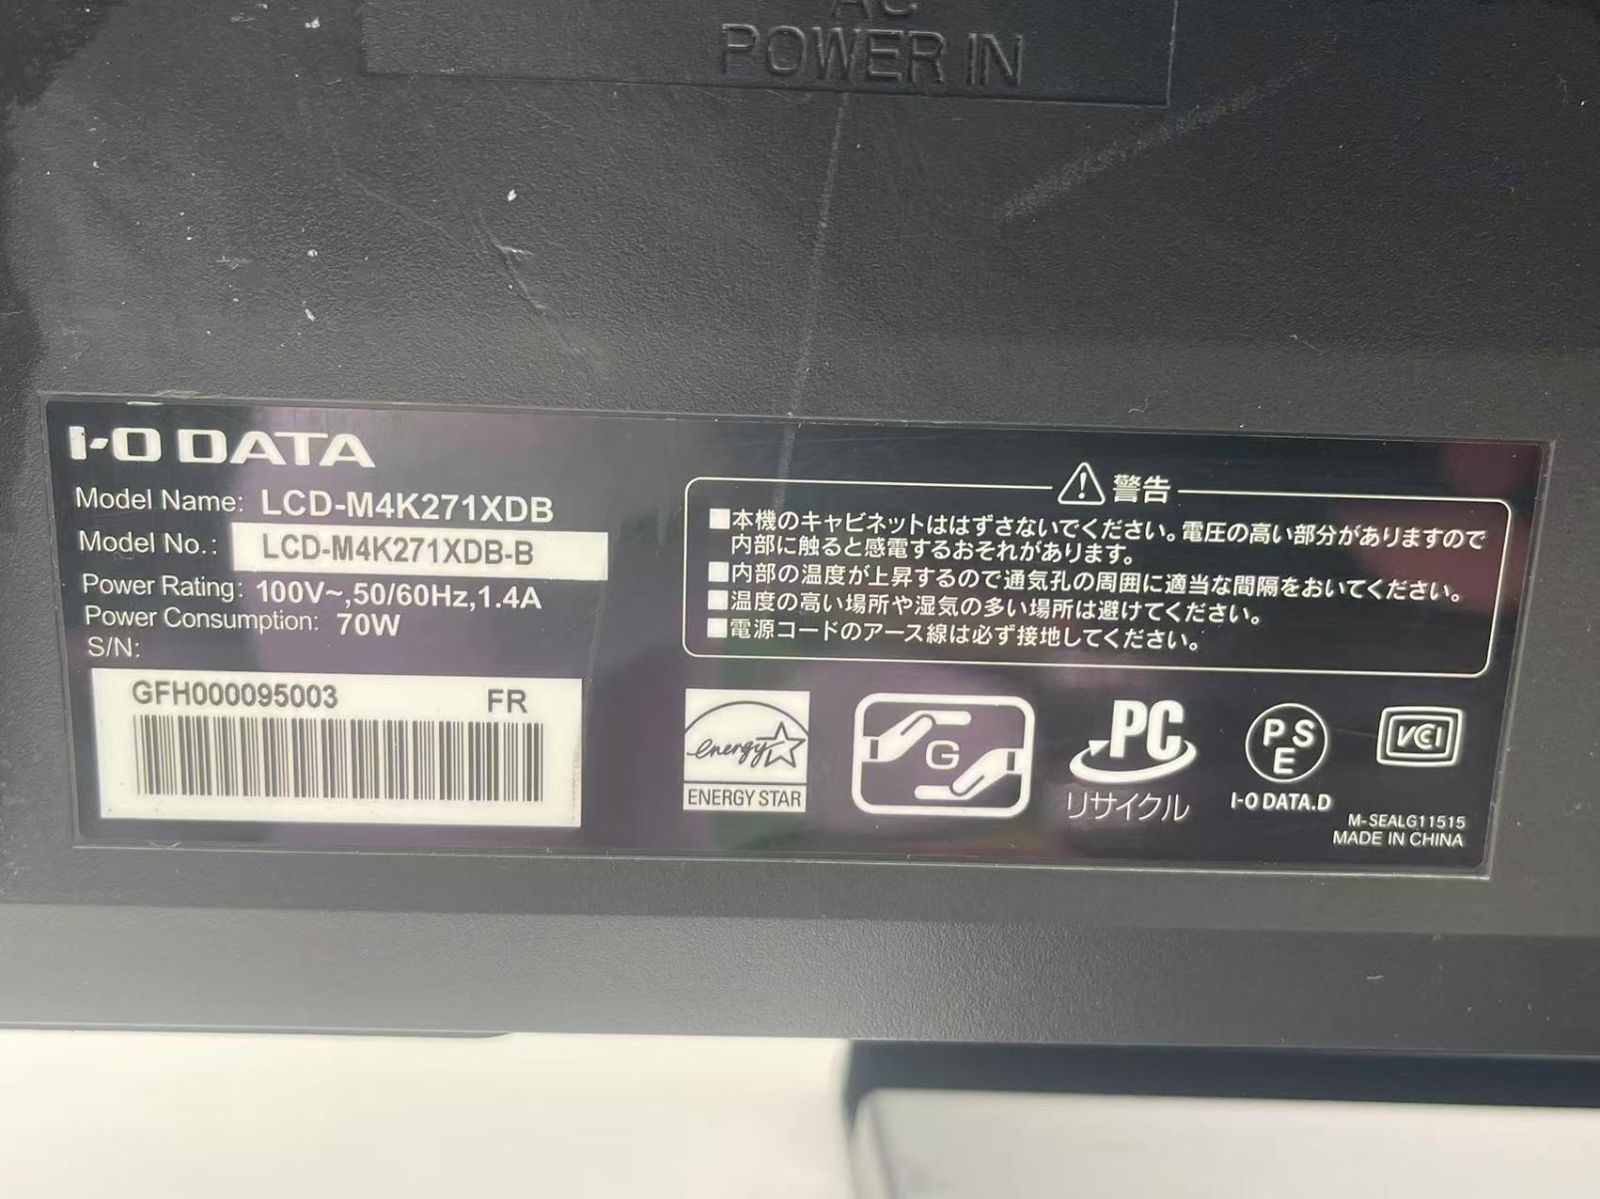 AC
POWER IN
I-O DATA
Model Name: LCD-M4K271XDB
Model No.: LCD-M4K271XDB-B
Power Rating: 100V~,50/60Hz,1.4A
Power Consumption: 70W
S/N:
GFH000095003 FR
警告
■本機のキャビネットははずさないでください。電圧の高い部分がありますので
内部に触ると感電するおそれがあります。
■内部の温度が上昇するので通気孔の周囲に適当な間隔をおいてください。
■温度の高い場所や湿気の多い場所は避けてください。
■電源コードのアース線は必ず接地してください。
energy
ENERGY STAR
G
PC
リサイクル
PSE
I-O DATA.D
VCI
M-SEALG11515
MADE IN CHINA